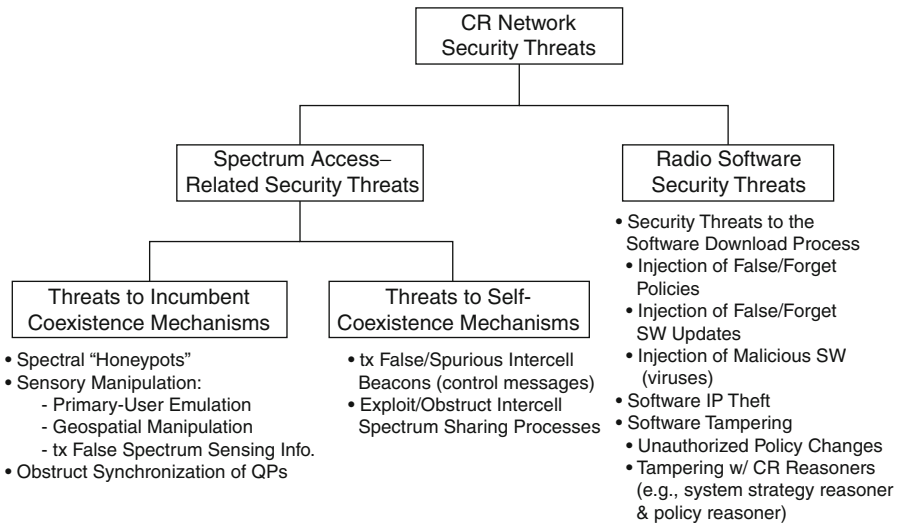 CR Network
Security Threats
Spectrum Access–
Related Security Threats
Radio Software
Security Threats
Threats to Incumbent
Coexistence Mechanisms
• Spectral “Honeypots”
• Sensory Manipulation:
- Primary-User Emulation
- Geospatial Manipulation
- tx False Spectrum Sensing Info.
• Obstruct Synchronization of QPs
Threats to Self-
Coexistence Mechanisms
• tx False/Spurious Intercell
Beacons (control messages)
• Exploit/Obstruct Intercell
Spectrum Sharing Processes
• Security Threats to the
Software Download Process
• Injection of False/Forget
Policies
• Injection of False/Forget
SW Updates
• Injection of Malicious SW
(viruses)
• Software IP Theft
• Software Tampering
• Unauthorized Policy Changes
• Tampering w/ CR Reasoners
(e.g., system strategy reasoner
& policy reasoner)